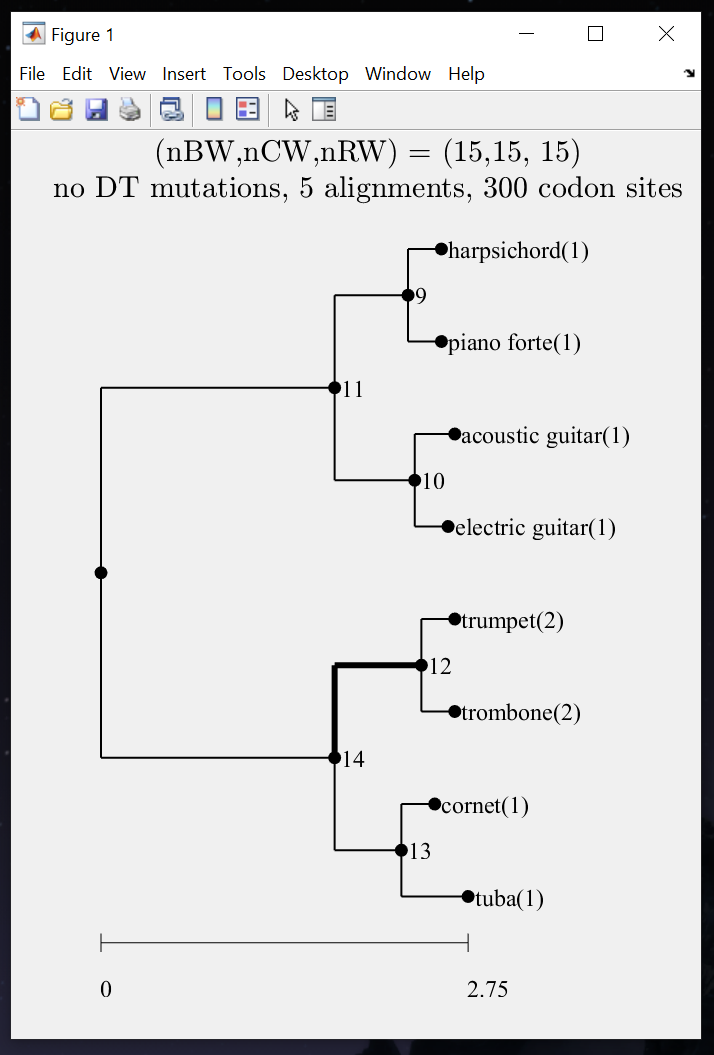 Figure 1
File Edit View Insert Tools Desktop Window Help
(nBW,nCW,nRW) = (15,15, 15)
no DT mutations, 5 alignments, 300 codon sites
harpsichord(1)
9
piano forte(1)
11
acoustic guitar(1)
10
electric guitar(1)
trumpet(2)
12
trombone(2)
14
cornet(1)
13
tuba(1)
0 2.75